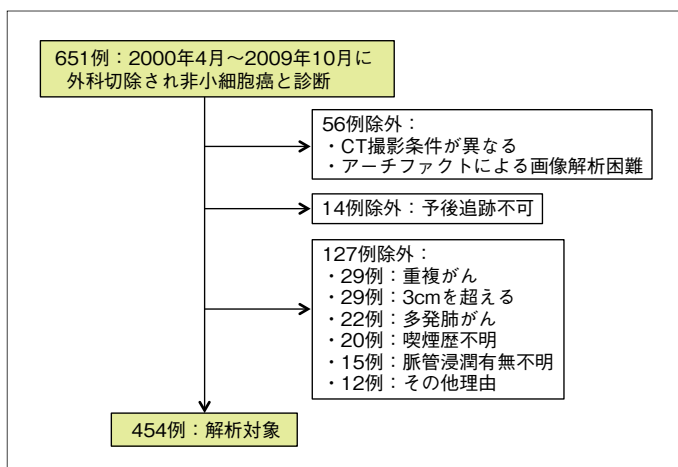 651例：2000年4月～2009年10月に
外科切除され非小細胞癌と診断
56例除外：
・CT撮影条件が異なる
・アーチファクトによる画像解析困難
14例除外：予後追跡不可
127例除外：
・29例：重複がん
・29例：3cmを超える
・22例：多発肺がん
・20例：喫煙歴不明
・15例：脈管浸潤有無不明
・12例：その他理由
454例：解析対象